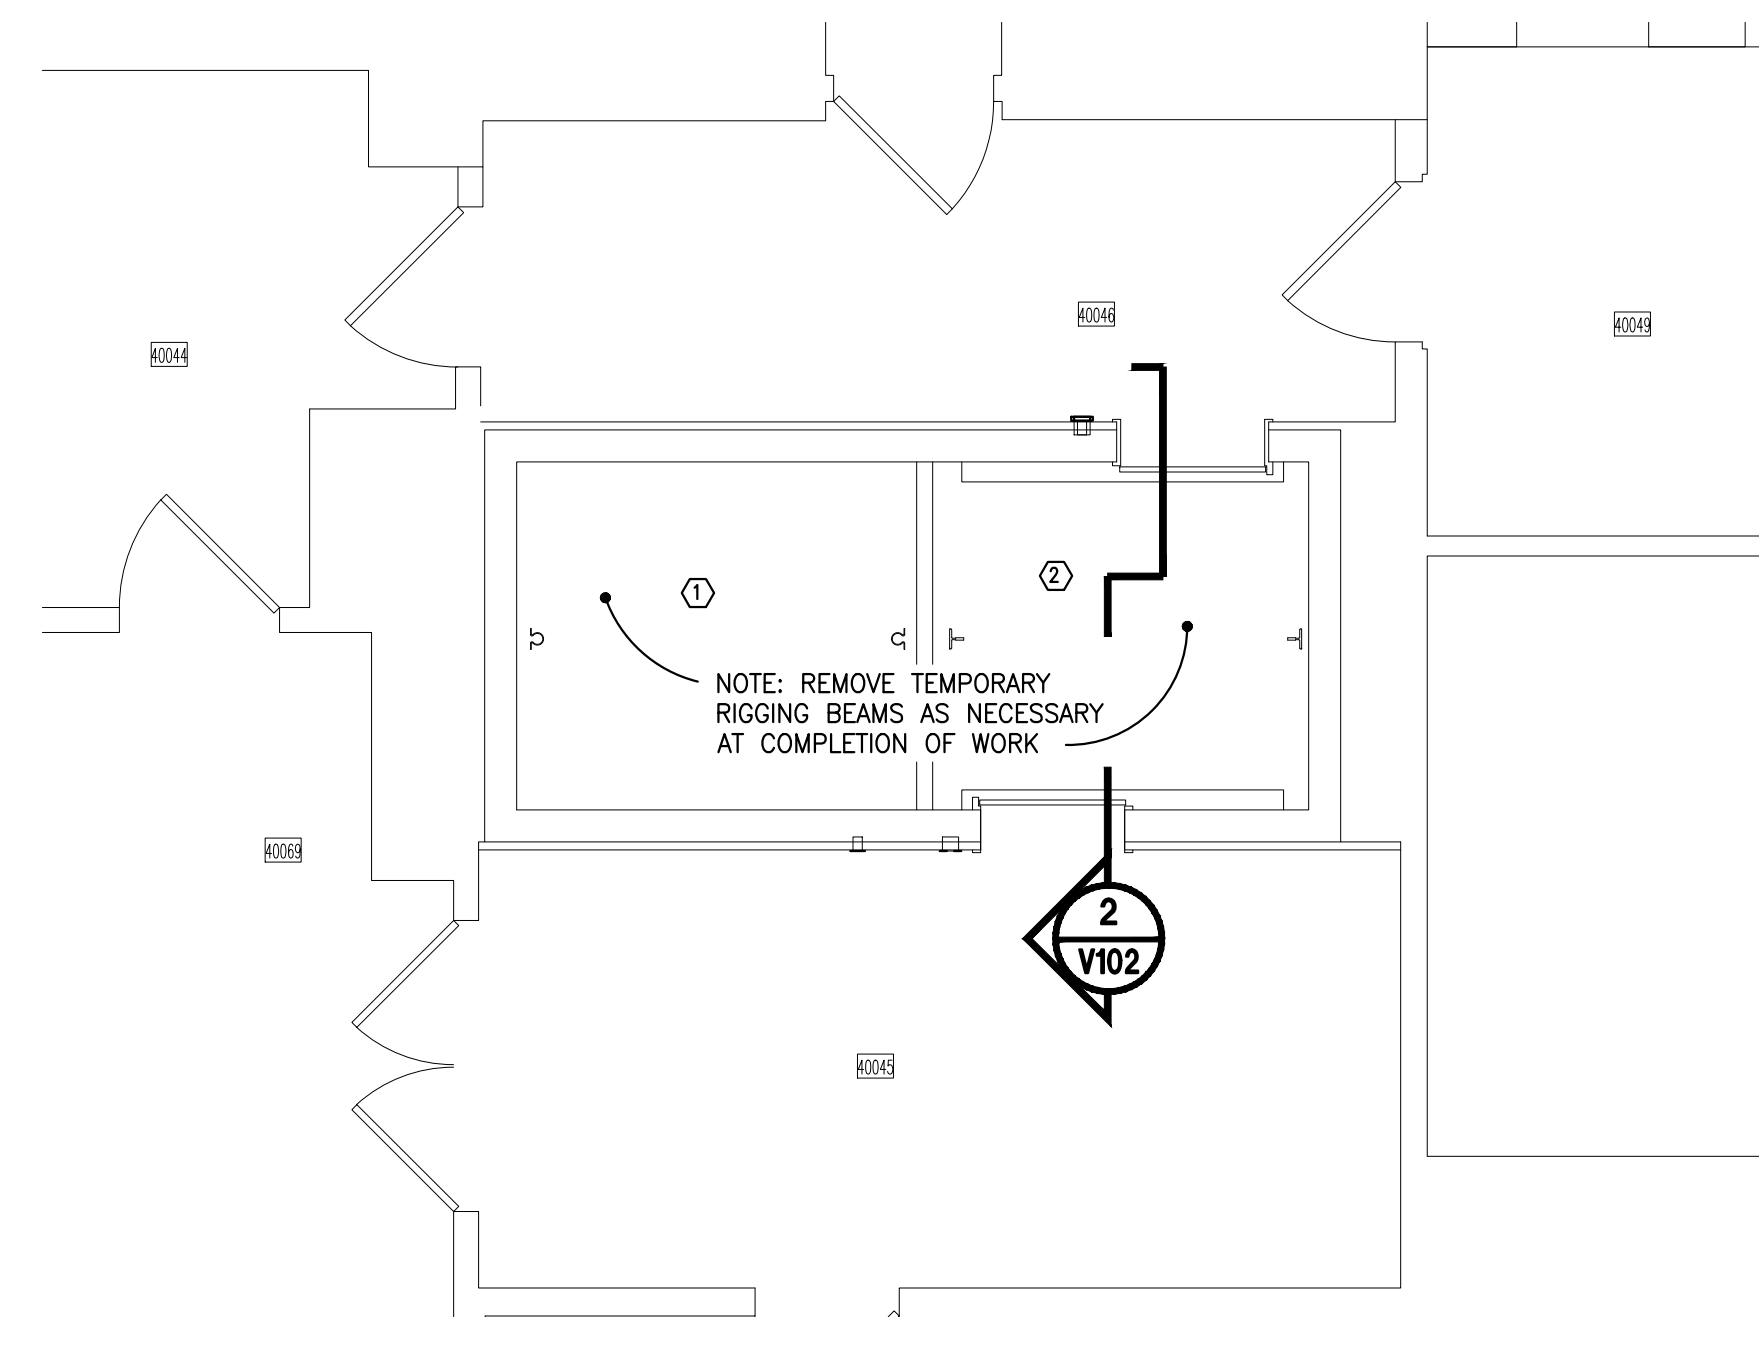 40046
40049
40044
2
1
NOTE: REMOVE TEMPORARY
RIGGING BEAMS AS NECESSARY
AT COMPLETION OF WORK
40069
2
V102
40045